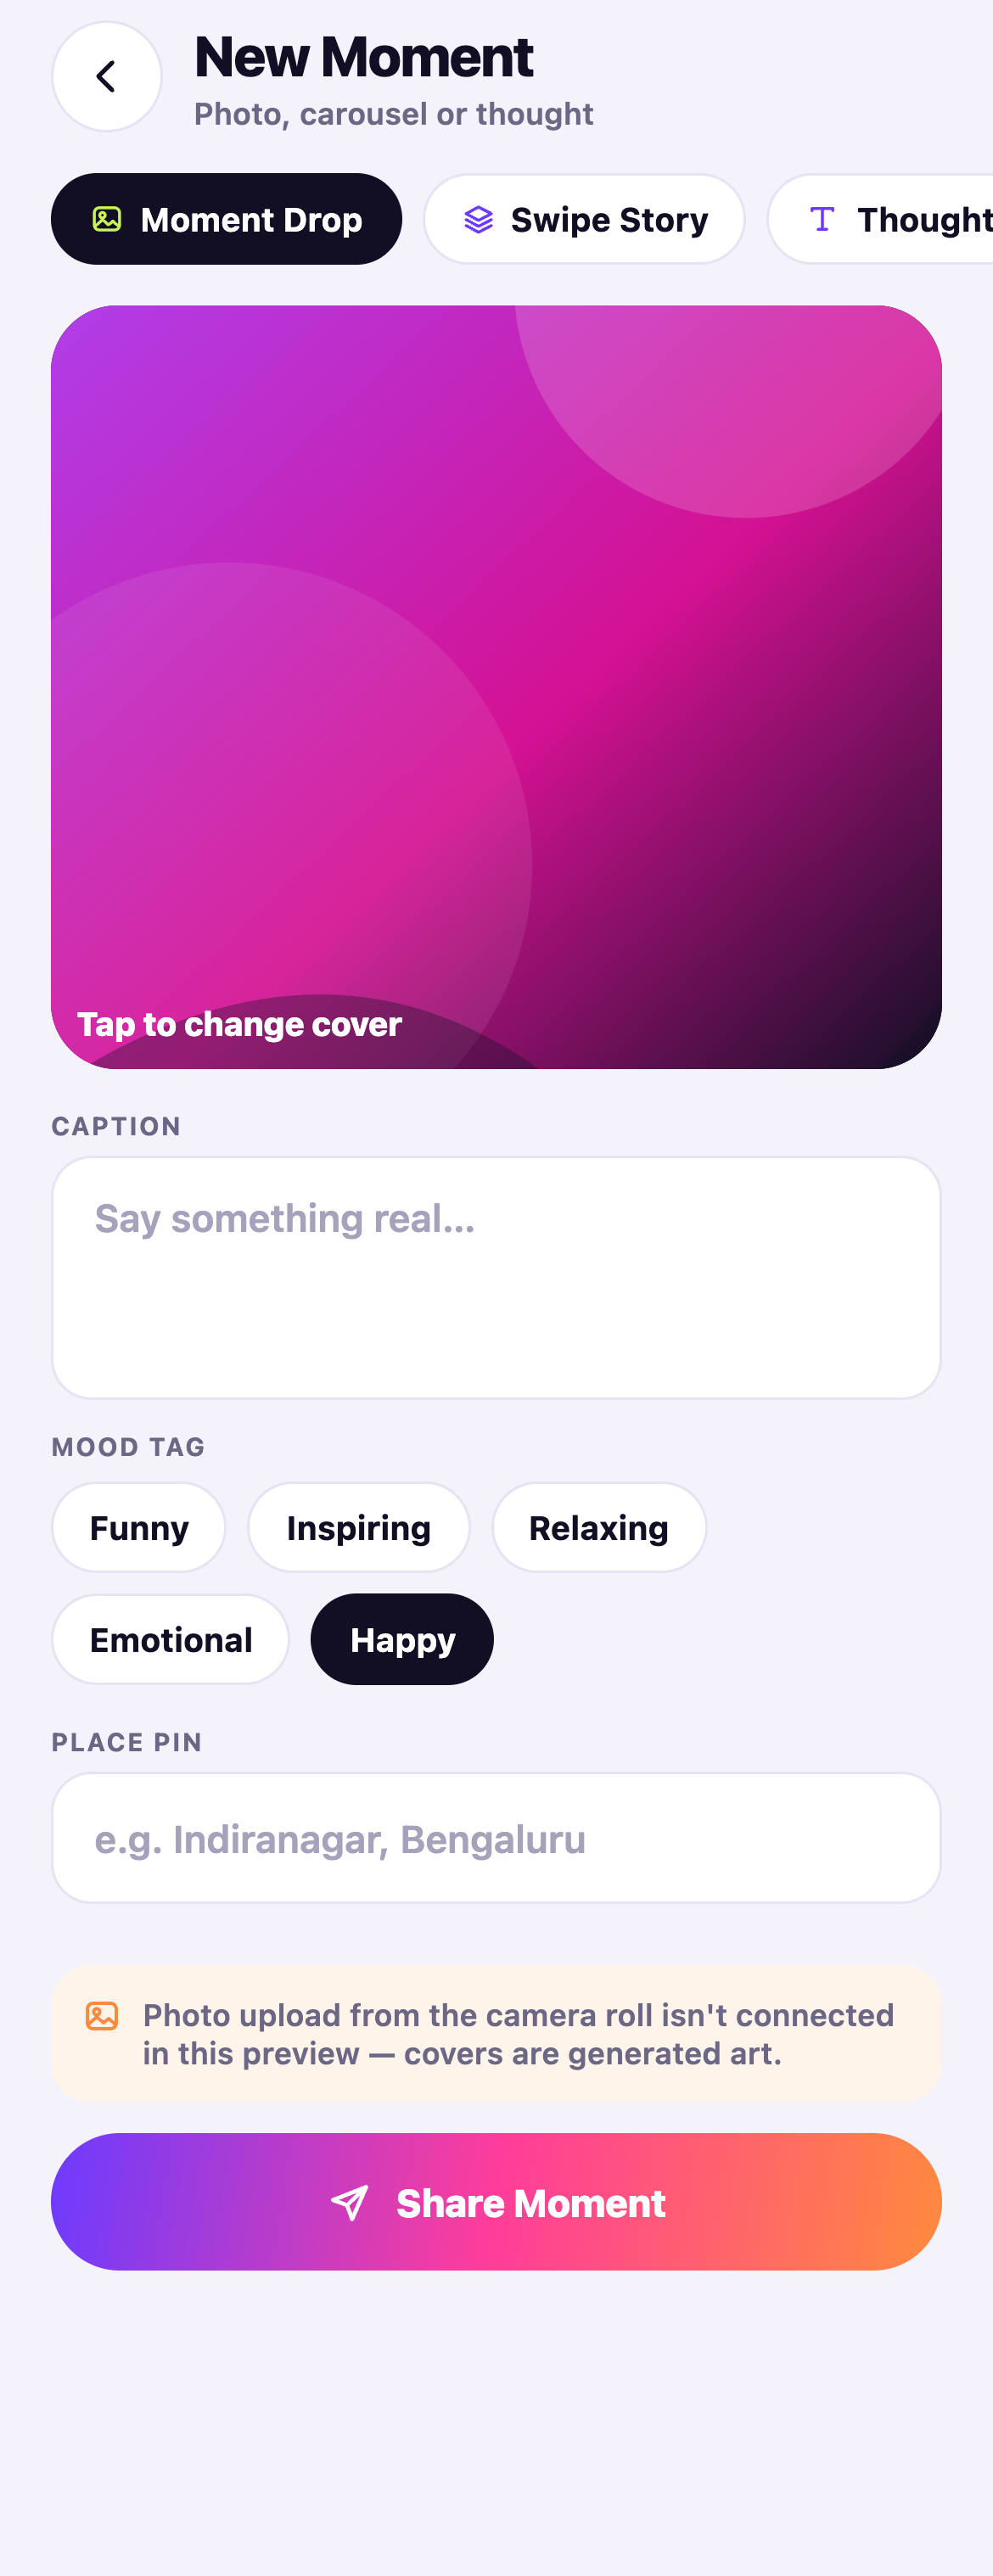 New Moment
Photo, carousel or thought
Moment Drop
Swipe Story
Thought
Tap to change cover
CAPTION
Say something real...
MOOD TAG
Funny
Inspiring
Relaxing
Emotional
Happy
PLACE PIN
e.g. Indiranagar, Bengaluru
Photo upload from the camera roll isn't connected
in this preview — covers are generated art.
Share Moment